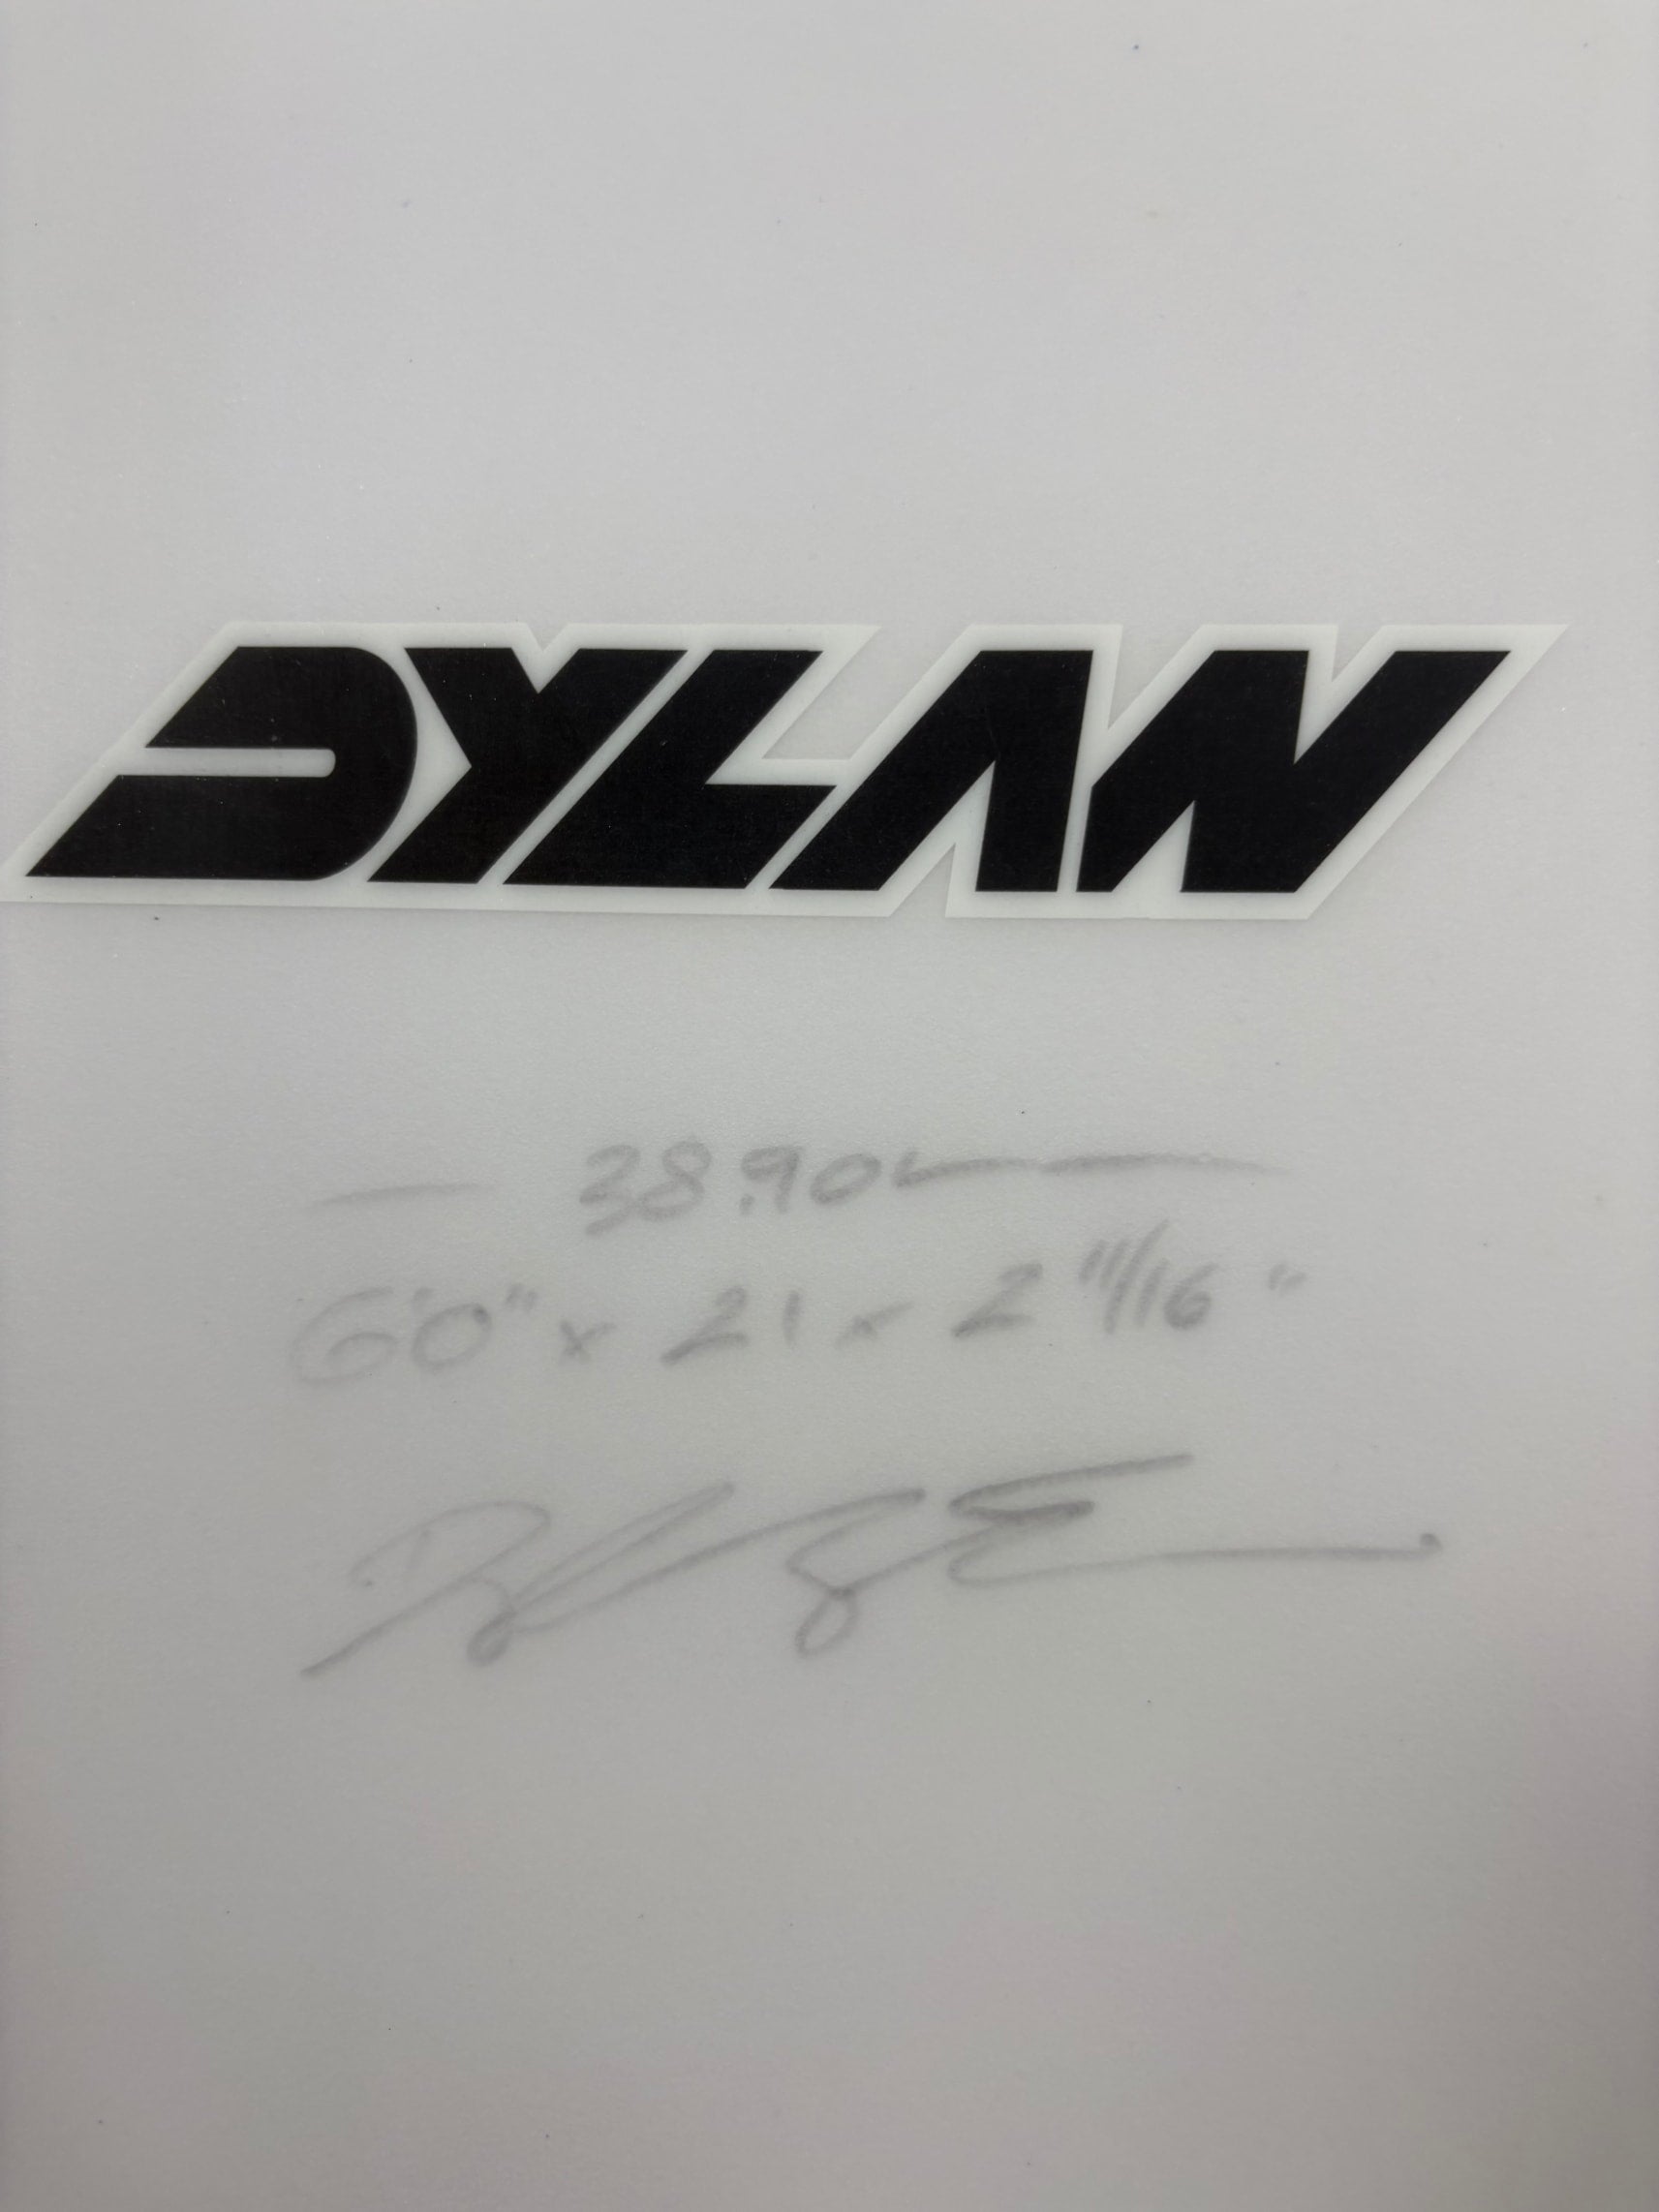 DYLAN
38.90L
6'0" x 21 x 2 11/16"